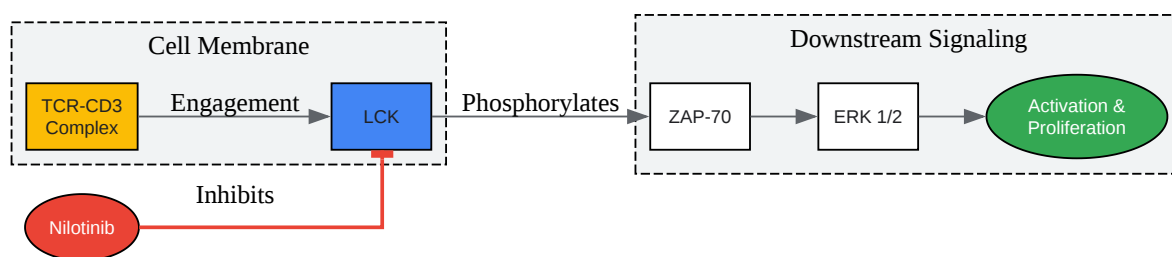 Cell Membrane
Downstream Signaling
TCR-CD3
Complex
Engagement
LCK
Phosphorylates
ZAP-70
ERK 1/2
Activation &
Proliferation
Inhibits
Nilotinib